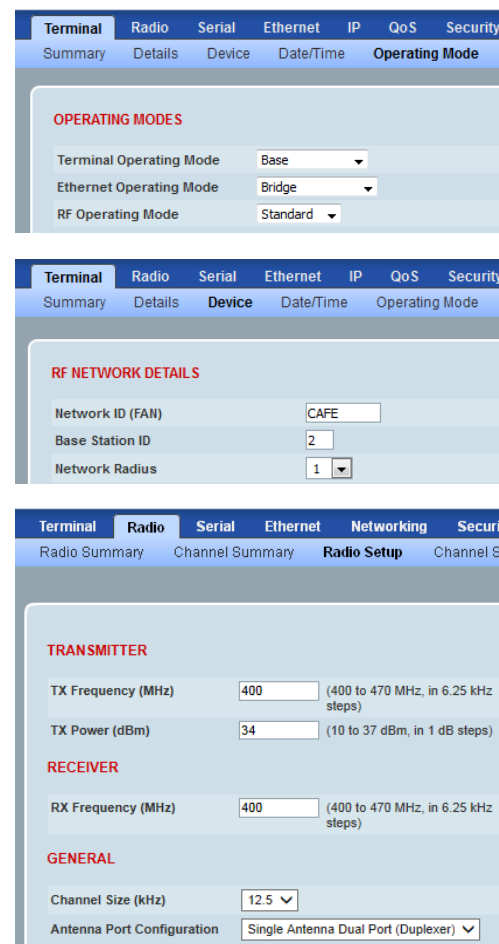 Terminal Radio Serial Ethernet IP QoS Security
Summary Details Device Date/Time Operating Mode
OPERATING MODES
Terminal Operating Mode Base
Ethernet Operating Mode Bridge
RF Operating Mode Standard
Terminal Radio Serial Ethernet IP QoS Security
Summary Details Device Date/Time Operating Mode
RF NETWORK DETAILS
Network ID (FAN) CAFE
Base Station ID 2
Network Radius 1
Terminal Radio Serial Ethernet Networking Securi
Radio Summary Channel Summary Radio Setup Channel S
TRANSMITTER
TX Frequency (MHz) 400 (400 to 470 MHz, in 6.25 kHz
steps)
TX Power (dBm) 34 (10 to 37 dBm, in 1 dB steps)
RECEIVER
RX Frequency (MHz) 400 (400 to 470 MHz, in 6.25 kHz
steps)
GENERAL
Channel Size (kHz) 12.5
Antenna Port Configuration Single Antenna Dual Port (Duplexer)